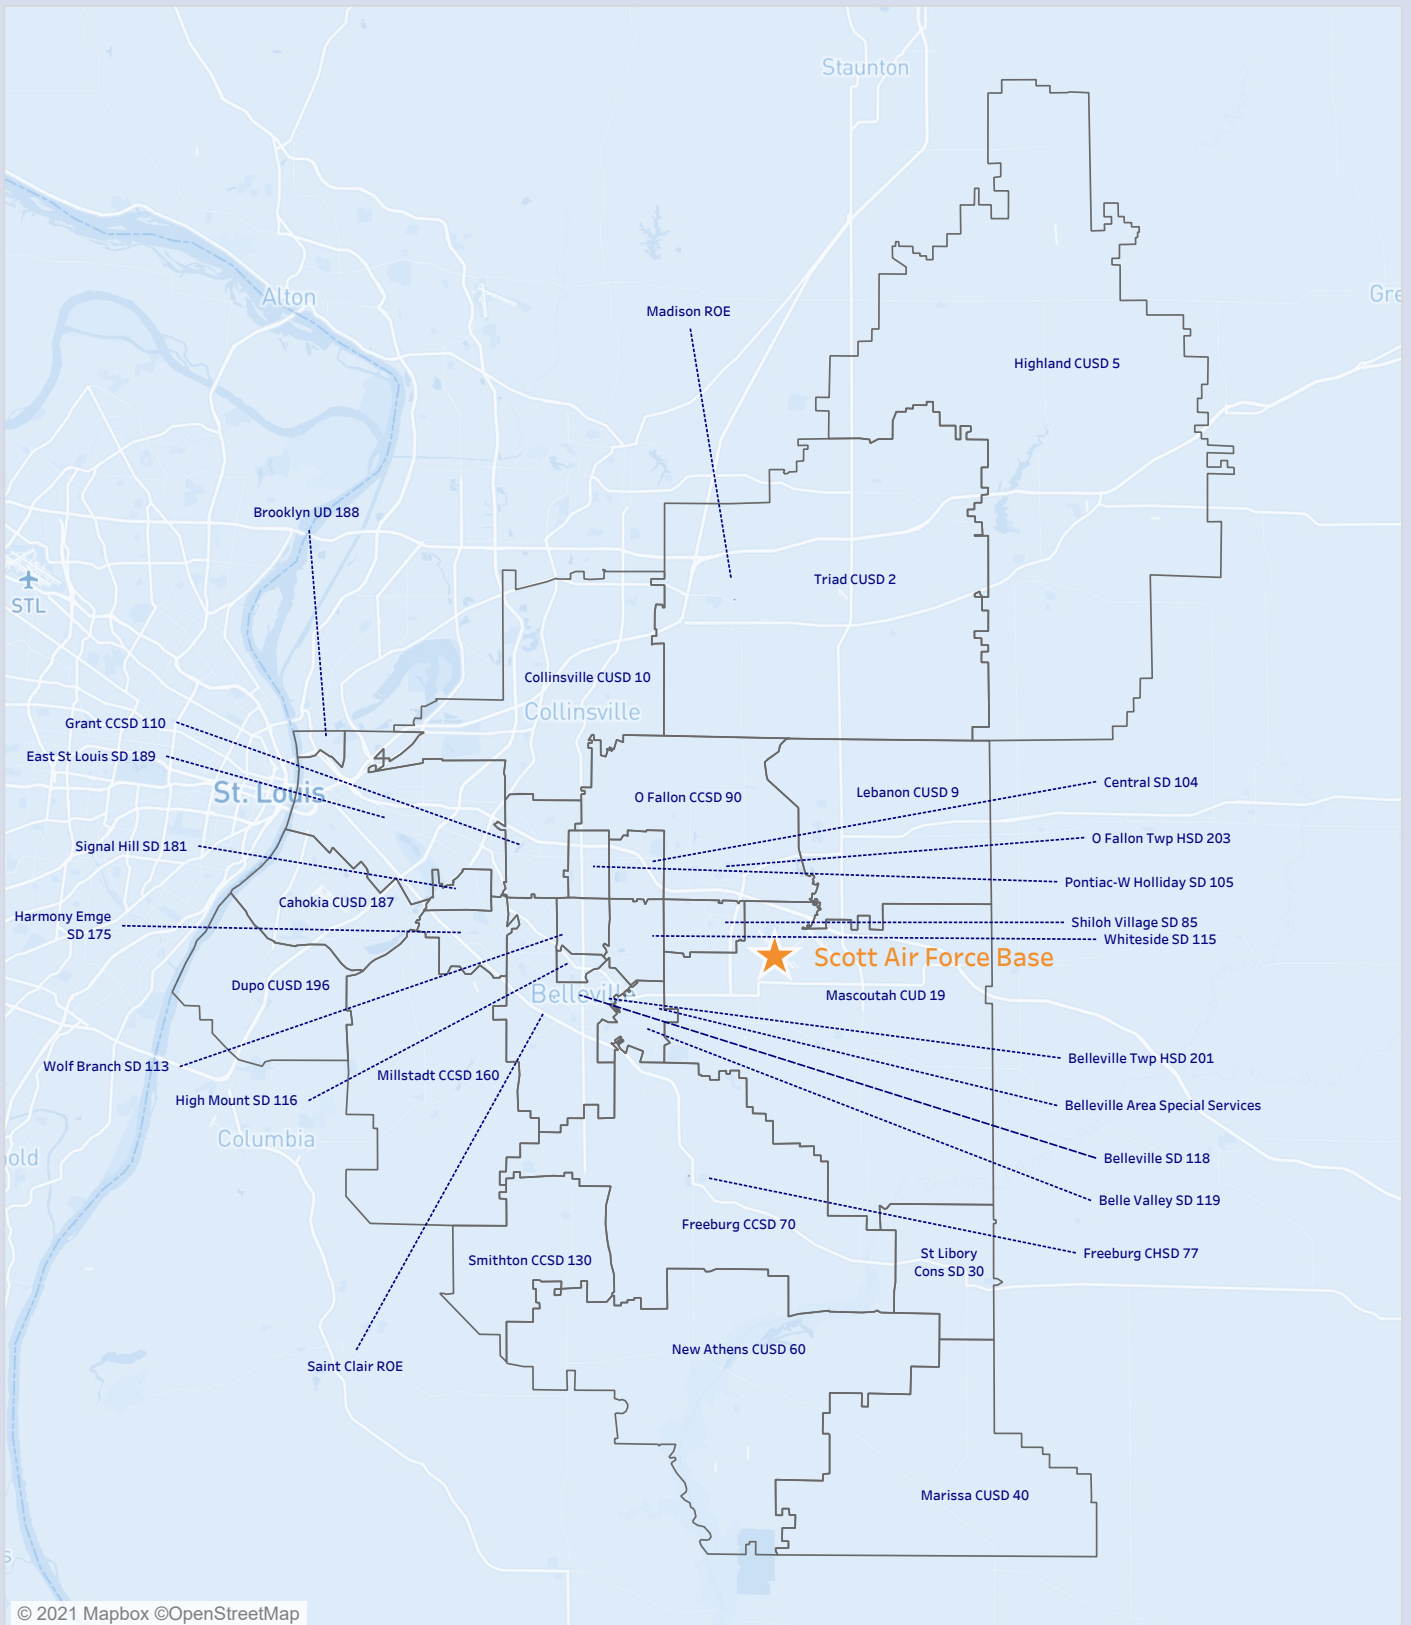 Staunton
Alton
Gre
Madison ROE
Highland CUSD 5
Brooklyn UD 188
STL
Triad CUSD 2
Collinsville CUSD 10
Collinsville
Grant CCSD 110
East St Louis SD 189
St. Louis
O Fallon CCSD 90
Lebanon CUSD 9
Central SD 104
O Fallon Twp HSD 203
Signal Hill SD 181
Pontiac-W Holliday SD 105
Cahokia CUSD 187
Harmony Emge
SD 175
Shiloh Village SD 85
Whiteside SD 115
Scott Air Force Base
Dupo CUSD 196
Belleville
Mascoutah CUD 19
Wolf Branch SD 113
Belleville Twp HSD 201
Millstadt CCSD 160
High Mount SD 116
Belleville Area Special Services
Columbia
old
Belleville SD 118
Belle Valley SD 119
Freeburg CCSD 70
Freeburg CHSD 77
Smithton CCSD 130
St Libory
Cons SD 30
New Athens CUSD 60
Saint Clair ROE
Marissa CUSD 40
s
© 2021 Mapbox ©OpenStreetMap